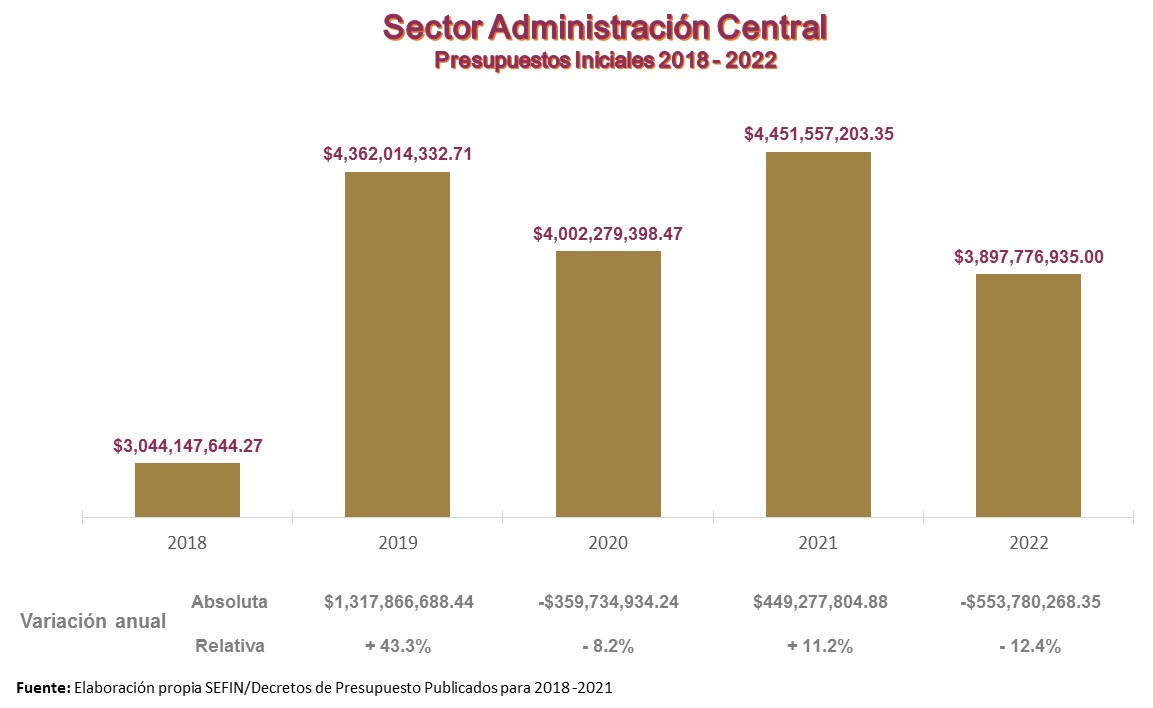 Sector Administración Central
Presupuestos Iniciales 2018 - 2022
$4,451,557,203.35
$4,362,014,332.71
$4,002,279,398.47
$3,897,776,935.00
$3,044,147,644.27
2018 2019 2020 2021 2022
Variación anual
Absoluta $1,317,866,688.44 -$359,734,934.24 $449,277,804.88 -$553,780,268.35
Relativa + 43.3% - 8.2% + 11.2% - 12.4%
Fuente: Elaboración propia SEFIN/Decretos de Presupuesto Publicados para 2018 -2021